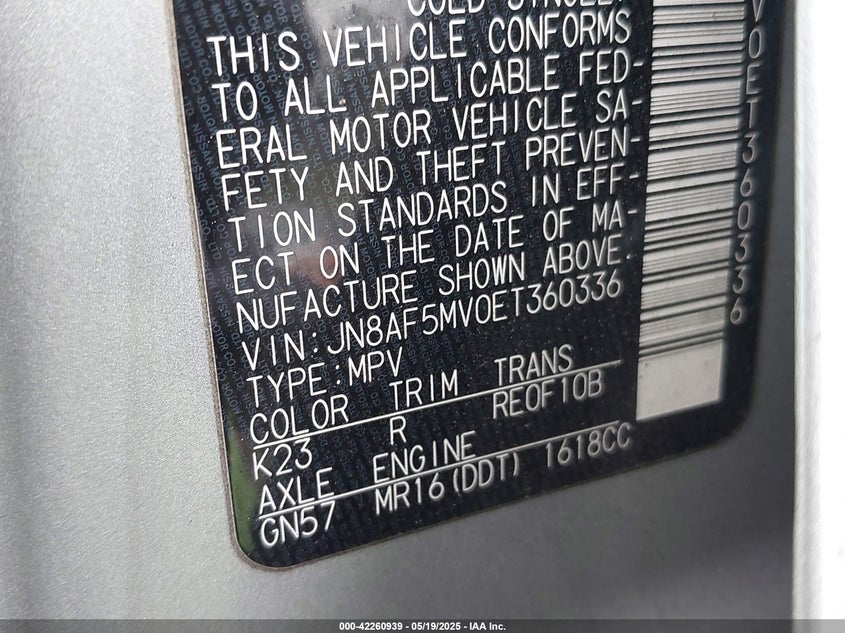 THIS VEHICLE CONFORMS
TO ALL APPLICABLE FED-
ERAL MOTOR VEHICLE SA-
FETY AND THEFT PREVEN-
TION STANDARDS IN EFF-
ECT ON THE DATE OF MA-
NUFACTURE SHOWN ABOVE.
VIN:JN8AF5MV0ET360336
TYPE:MPV
COLOR TRIM TRANS
K23 R RE0F10B
AXLE ENGINE
GN57 MR16(DDT) 1618CC
V0ET360336
000-42260939 - 05/19/2025 - IAA Inc.